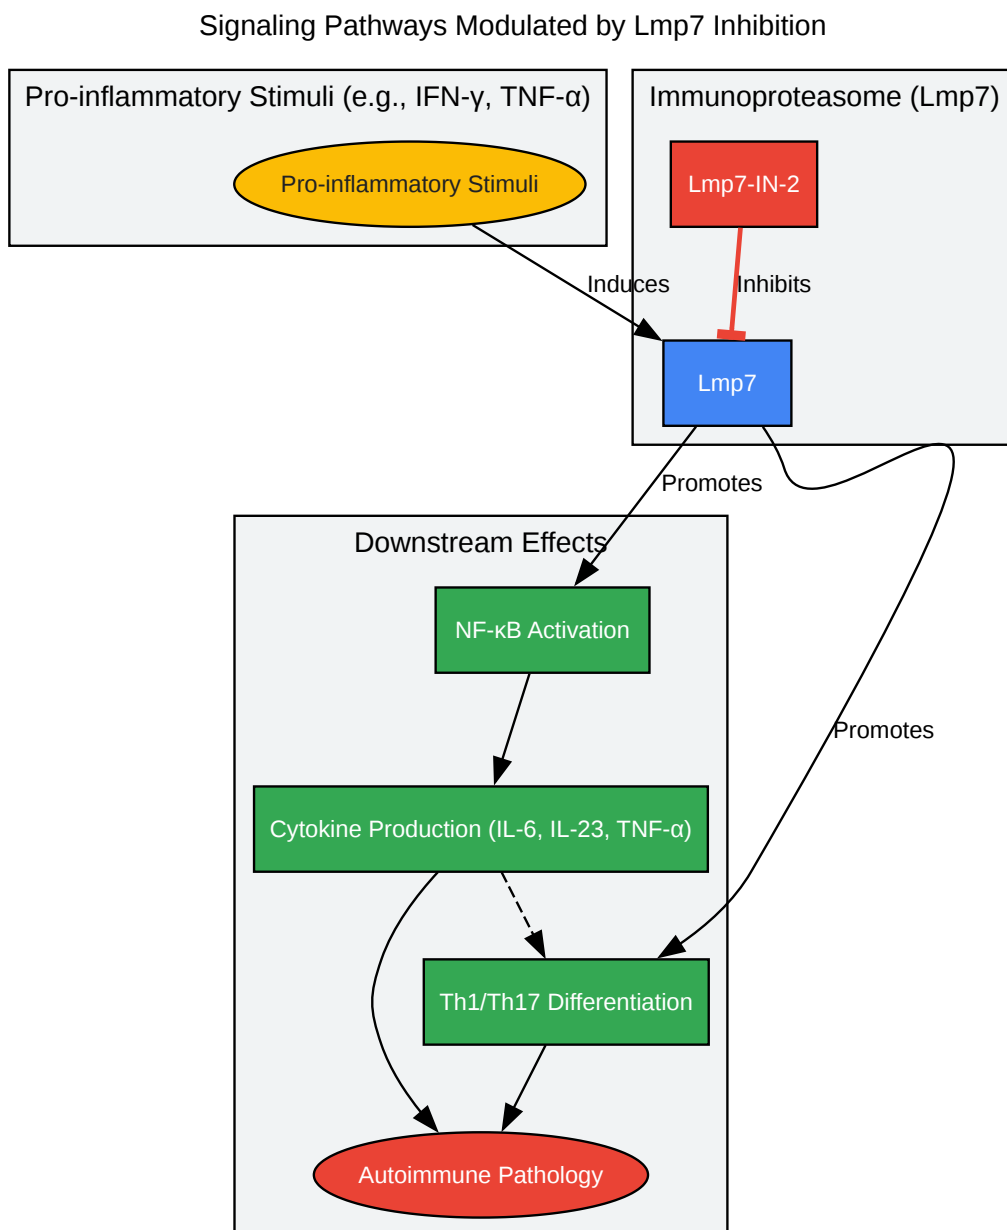 Signaling Pathways Modulated by Lmp7 Inhibition
Pro-inflammatory Stimuli (e.g., IFN-γ, TNF-α)
Immunoproteasome (Lmp7)
Pro-inflammatory Stimuli
Lmp7-IN-2
Induces
Inhibits
Lmp7
Promotes
Downstream Effects
NF-κB Activation
Promotes
Cytokine Production (IL-6, IL-23, TNF-α)
Th1/Th17 Differentiation
Autoimmune Pathology